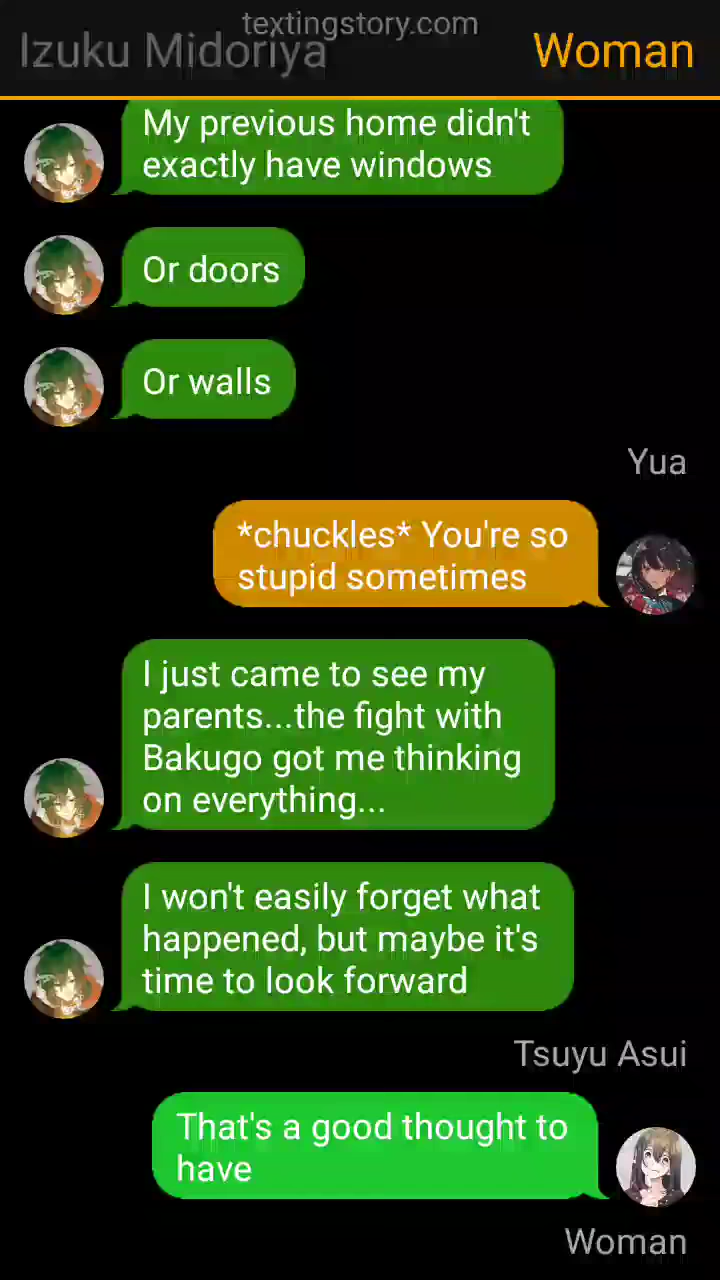 textingstory.com
Izuku Midoriya
Woman
My previous home didn't
exactly have windows
Or doors
Or walls
Yua
*chuckles* You're so
stupid sometimes
I just came to see my
parents...the fight with
Bakugo got me thinking
on everything...
I won't easily forget what
happened, but maybe it's
time to look forward
Tsuyu Asui
That's a good thought to
have
Woman